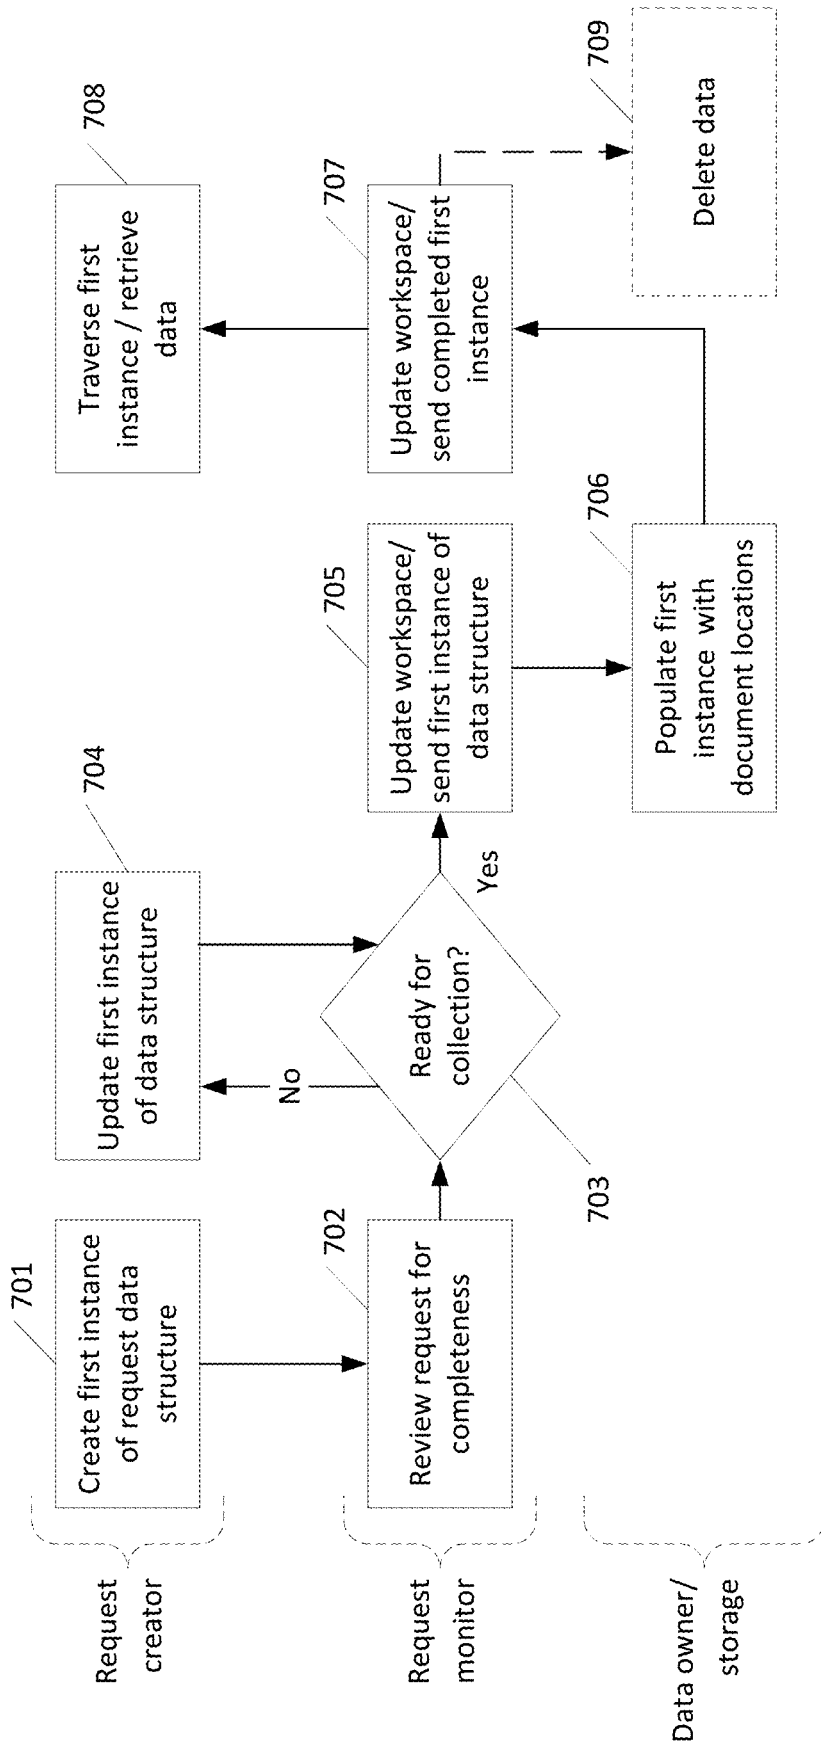 Request
creator
701
Create first instance
of request data
structure
704
Update first instance
of data structure
708
Traverse first
instance / retrieve
data
Request
monitor
702
Review request for
completeness
No
Ready for
collection?
703
Yes
705
Update workspace/
send first instance of
data structure
707
Update workspace/
send completed first
instance
Data owner/
storage
706
Populate first
instance with
document locations
709
Delete data